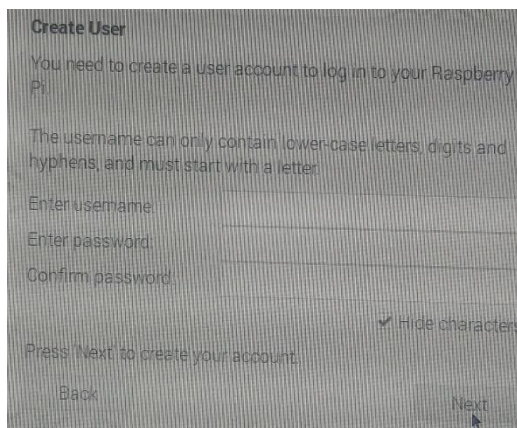 Create User
You need to create a user account to log in to your Raspberry
Pi.
The username can only contain lower-case letters, digits and
hyphens, and must start with a letter.
Enter username:
Enter password:
Confirm password:
Hide characters
Press 'Next' to create your account.
Back
Next